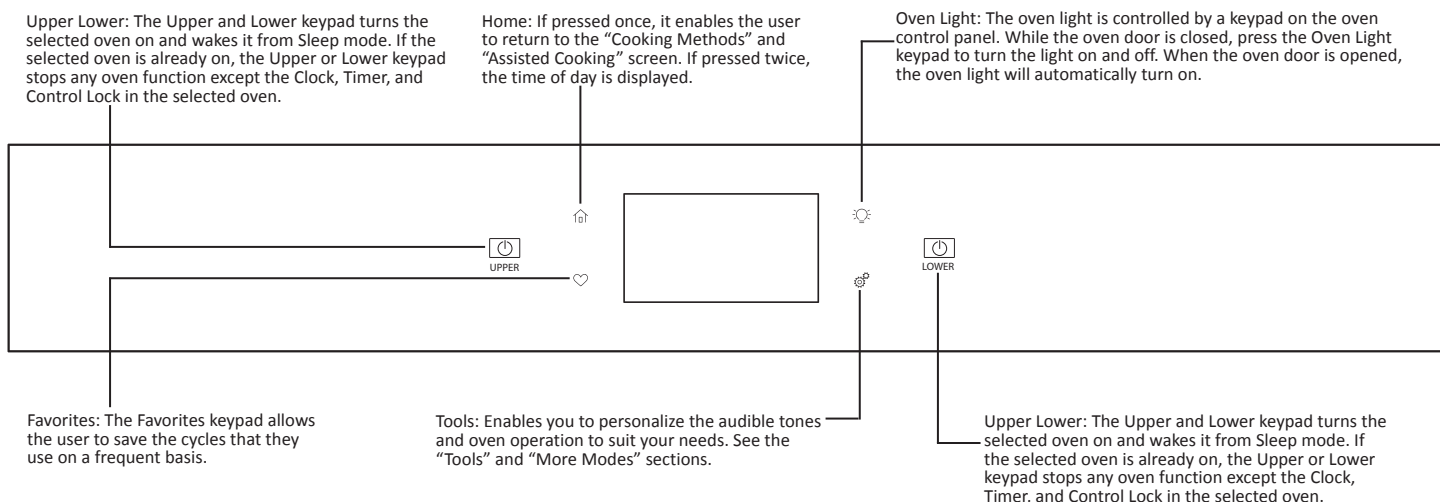 Upper Lower: The Upper and Lower keypad turns the
selected oven on and wakes it from Sleep mode. If the
selected oven is already on, the Upper or Lower keypad
stops any oven function except the Clock, Timer, and
Control Lock in the selected oven.
Home: If pressed once, it enables the user
to return to the “Cooking Methods” and
“Assisted Cooking” screen. If pressed twice,
the time of day is displayed.
Oven Light: The oven light is controlled by a keypad on the oven
control panel. While the oven door is closed, press the Oven Light
keypad to turn the light on and off. When the oven door is opened,
the oven light will automatically turn on.
UPPER
LOWER
Favorites: The Favorites keypad allows
the user to save the cycles that they
use on a frequent basis.
Tools: Enables you to personalize the audible tones
and oven operation to suit your needs. See the
“Tools” and “More Modes” sections.
Upper Lower: The Upper and Lower keypad turns the
selected oven on and wakes it from Sleep mode. If
the selected oven is already on, the Upper or Lower
keypad stops any oven function except the Clock,
Timer, and Control Lock in the selected oven.